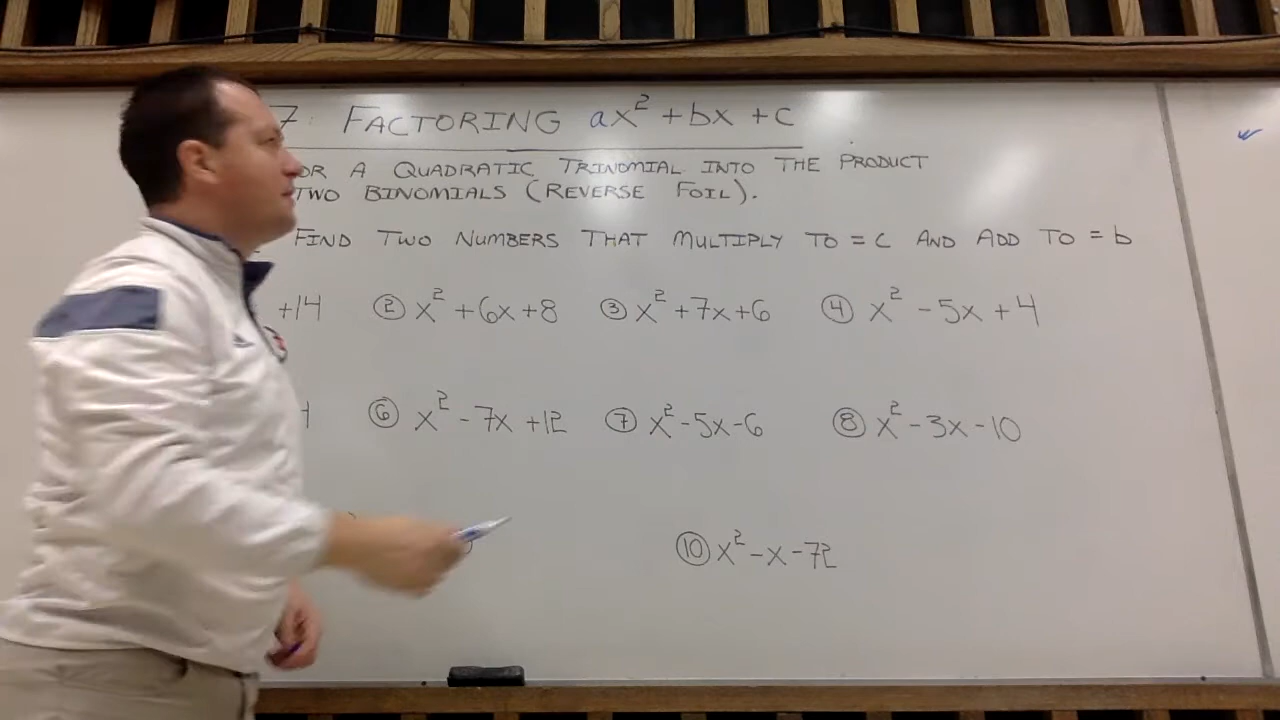 7: FACTORING ax² + bx + c
OR A QUADRATIC TRINOMIAL INTO THE PRODUCT
TWO BINOMIALS (REVERSE FOIL).
FIND TWO NUMBERS THAT MULTIPLY TO = C AND ADD TO = b
+14 ② x² + 6x + 8 ③ x² + 7x + 6 ④ x² - 5x + 4
⑥ x² - 7x + 12 ⑦ x² - 5x - 6 ⑧ x² - 3x - 10
⑩ x² - x - 72